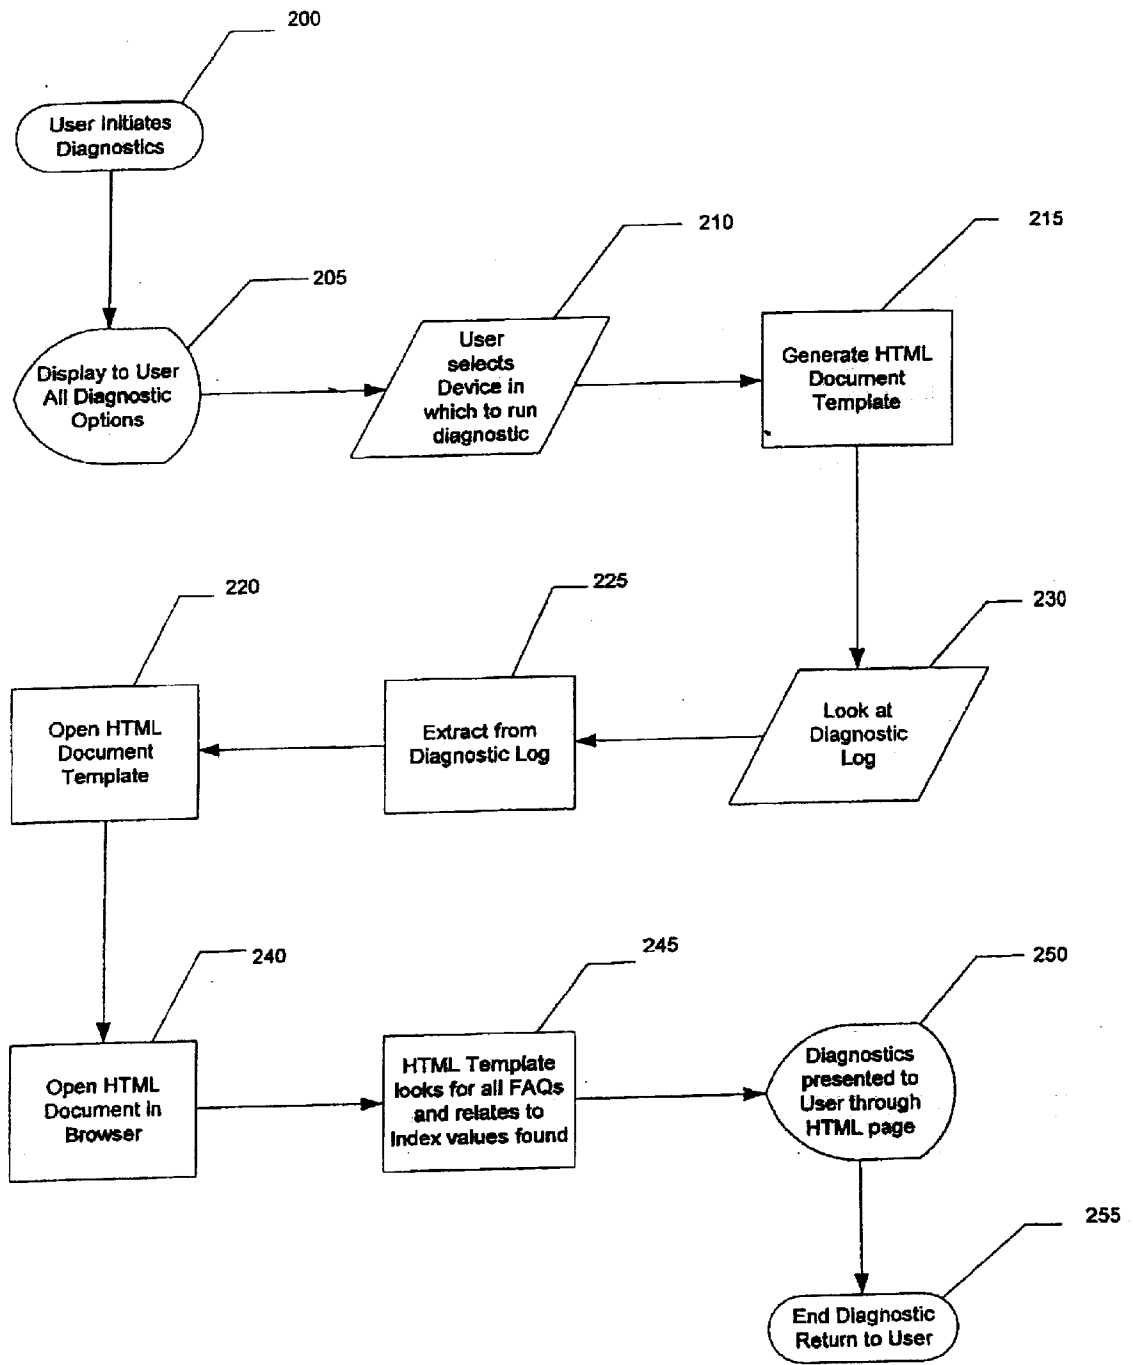 200
User Initiates
Diagnostics
205
Display to User
All Diagnostic
Options
210
User
selects
Device in
which to run
diagnostic
215
Generate HTML
Document
Template
220
Open HTML
Document
Template
225
Extract from
Diagnostic Log
230
Look at
Diagnostic
Log
240
Open HTML
Document in
Browser
245
HTML Template
looks for all FAQs
and relates to
Index values found
250
Diagnostics
presented to
User through
HTML page
255
End Diagnostic
Return to User